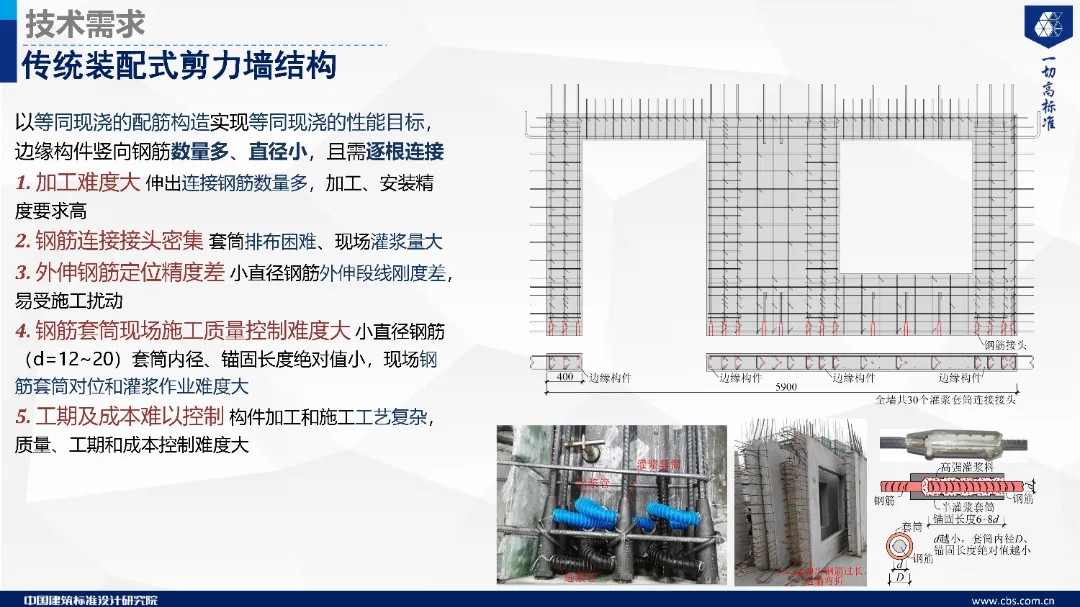 技术需求
传统装配式剪力墙结构
一切高标准
以等同现浇的配筋构造实现等同现浇的性能目标，
边缘构件竖向钢筋数量多、直径小，且需逐根连接
1. 加工难度大 伸出连接钢筋数量多，加工、安装精
度要求高
2. 钢筋连接接头密集 套筒排布困难、现场灌浆量大
3. 外伸钢筋定位精度差 小直径钢筋外伸段线刚度差，
易受施工扰动
4. 钢筋套筒现场施工质量控制难度大 小直径钢筋
（d=12~20）套筒内径、锚固长度绝对值小，现场钢
筋套筒对位和灌浆作业难度大
5. 工期及成本难以控制 构件加工和施工工艺复杂，
质量、工期和成本控制难度大
钢筋接头
400
边缘构件
边缘构件
边缘构件
边缘构件
5900
全墙共30个灌浆套筒连接接头
灌浆套筒
高强灌浆料
钢筋
钢筋
半灌浆套筒
锚固长度6-8d
套筒
d越小，套筒内径D、
锚固长度绝对值越小
钢筋
d
D
中国建筑标准设计研究院
www.cbs.com.cn